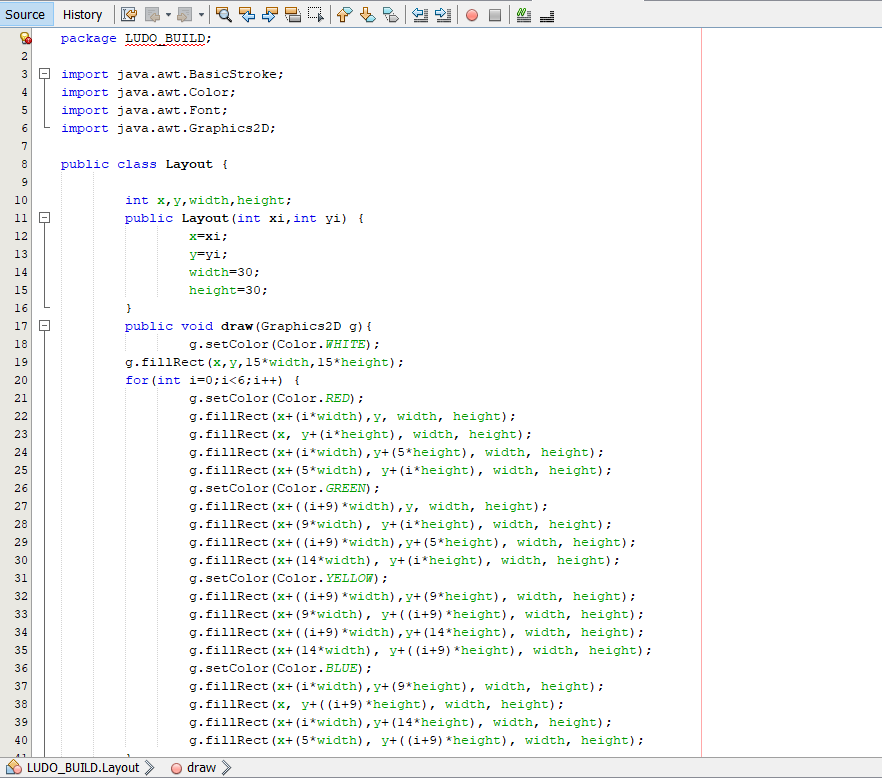 Source History
package LUDO_BUILD;
2
3 import java.awt.BasicStroke;
4 import java.awt.Color;
5 import java.awt.Font;
6 import java.awt.Graphics2D;
7
8 public class Layout {
9
10 int x,y,width,height;
11 public Layout(int xi,int yi) {
12 x=xi;
13 y=yi;
14 width=30;
15 height=30;
16 }
17 public void draw(Graphics2D g){
18 g.setColor(Color.WHITE);
19 g.fillRect(x,y,15*width,15*height);
20 for(int i=0;i<6;i++) {
21 g.setColor(Color.RED);
22 g.fillRect(x+(i*width),y, width, height);
23 g.fillRect(x, y+(i*height), width, height);
24 g.fillRect(x+(i*width),y+(5*height), width, height);
25 g.fillRect(x+(5*width), y+(i*height), width, height);
26 g.setColor(Color.GREEN);
27 g.fillRect(x+((i+9)*width),y, width, height);
28 g.fillRect(x+(9*width), y+(i*height), width, height);
29 g.fillRect(x+((i+9)*width),y+(5*height), width, height);
30 g.fillRect(x+(14*width), y+(i*height), width, height);
31 g.setColor(Color.YELLOW);
32 g.fillRect(x+((i+9)*width),y+(9*height), width, height);
33 g.fillRect(x+(9*width), y+((i+9)*height), width, height);
34 g.fillRect(x+((i+9)*width),y+(14*height), width, height);
35 g.fillRect(x+(14*width), y+((i+9)*height), width, height);
36 g.setColor(Color.BLUE);
37 g.fillRect(x+(i*width),y+(9*height), width, height);
38 g.fillRect(x, y+((i+9)*height), width, height);
39 g.fillRect(x+(i*width),y+(14*height), width, height);
40 g.fillRect(x+(5*width), y+((i+9)*height), width, height);
LUDO_BUILD.Layout draw